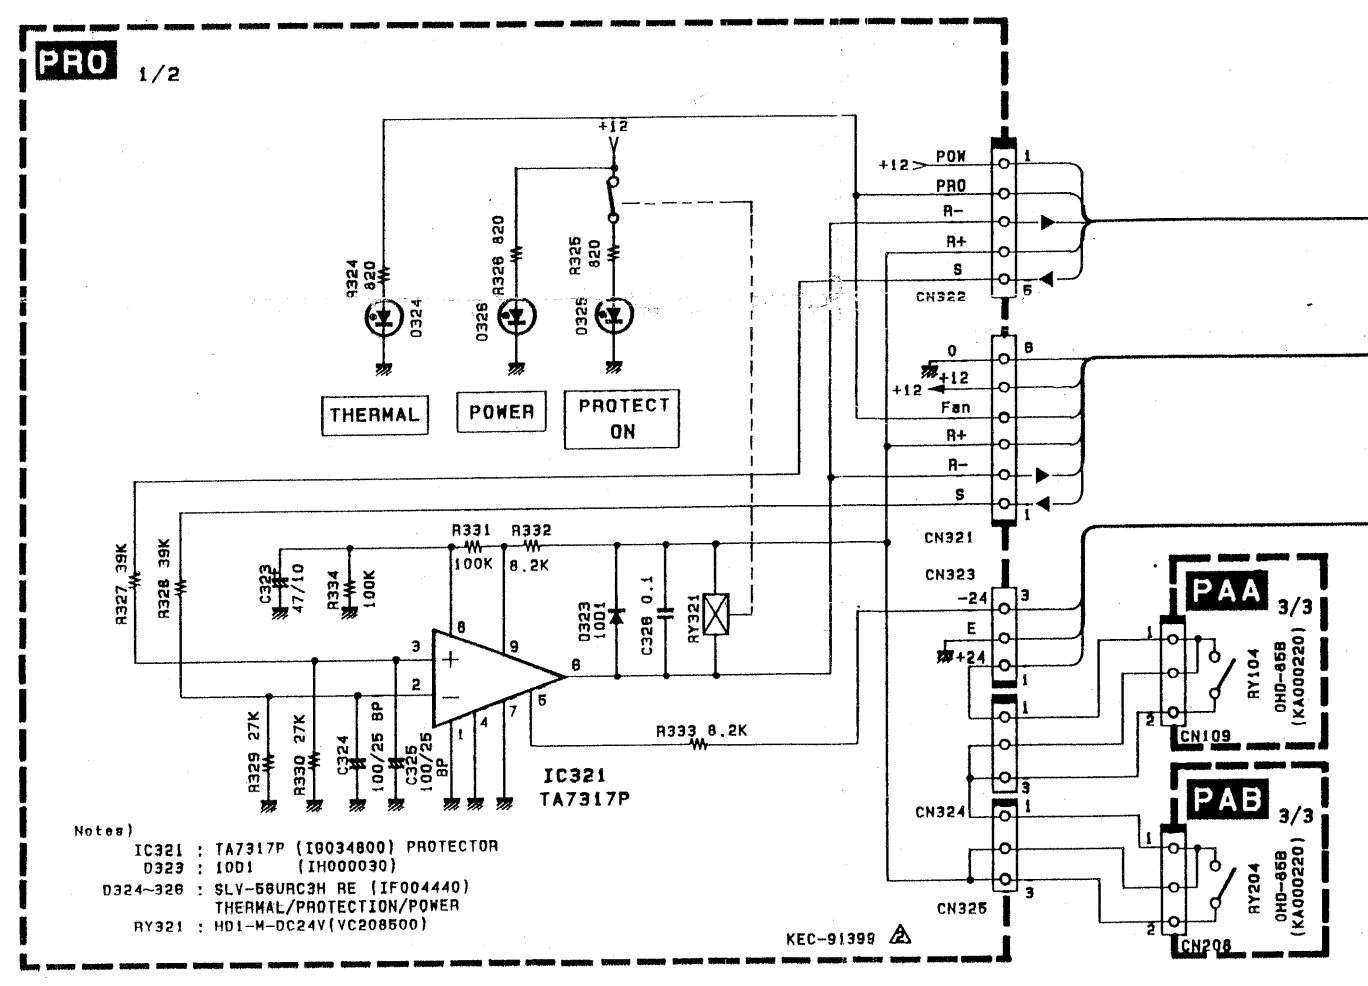 PRO 1/2
+12
+12 POW 1
PRO
R-
R+
S
CN322 5
R324 820
D324
R326 820
D326
R325 820
D325
THERMAL
POWER
PROTECT ON
0 6
+12 +12
Fan
R+
R-
S
1
CN321
CN323
-24 3
E
+24
1
R327 39K
R328 39K
C323 47/10
R334 100K
R331 100K
R332 8.2K
D323 10D1
C326 0.1
RY321
3
2
8
9
6
5
7
4
1
+
−
R329 27K
R330 27K
C324 100/25 BP
C325 100/25 BP
R333 8.2K
IC321
TA7317P
1
3
CN324
1
3
CN325
PAA 3/3
1
2
RY104
OHD-85B
(KA000220)
CN109
PAB 3/3
1
2
RY204
OHD-85B
(KA000220)
CN208
Notes)
IC321 : TA7317P (IG034800) PROTECTOR
D323 : 10D1 (IH000030)
D324~326 : SLV-56URC3H RE (IF004440)
THERMAL/PROTECTION/POWER
RY321 : HD1-M-DC24V(VC208500)
KEC-91399 2